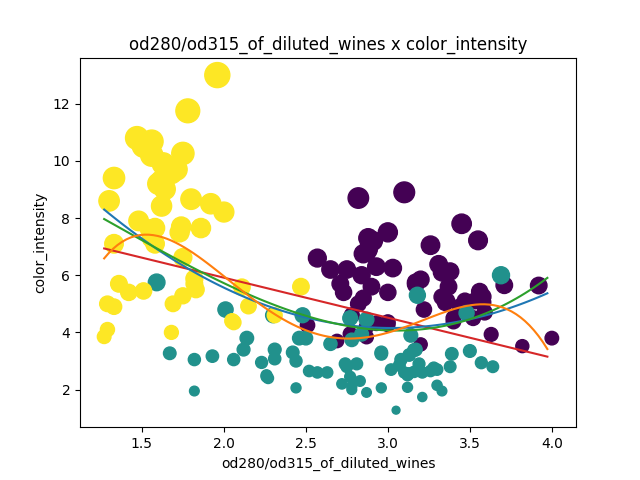 od280/od315_of_diluted_wines x color_intensity
12
10
8
6
4
2
color_intensity
1.5 2.0 2.5 3.0 3.5 4.0
od280/od315_of_diluted_wines